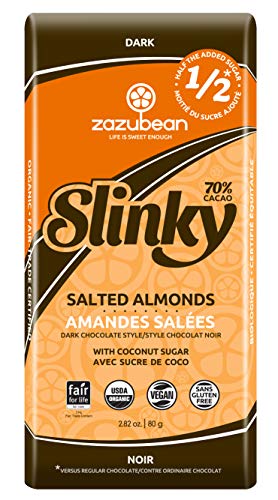 DARK
*HALF THE ADDED SUGAR
1/2*
MOITIÉ DU SUCRE AJOUTÉ
zazubean
LIFE IS SWEET ENOUGH
70%
CACAO
Slinky
ORGANIC • FAIR TRADE CERTIFIED
BIOLOGIQUE • CERTIFIÉ ÉQUITABLE
SALTED ALMONDS
AMANDES SALÉES
DARK CHOCOLATE STYLE/STYLE CHOCOLAT NOIR
WITH COCONUT SUGAR
AVEC SUCRE DE COCO
fair
for life
USDA
ORGANIC
CERTIFIED
VEGAN
SANS
GLUTEN
FREE
2.82 oz. | 80 g
NOIR
*VERSUS REGULAR CHOCOLATE/CONTRE ORDINAIRE CHOCOLAT